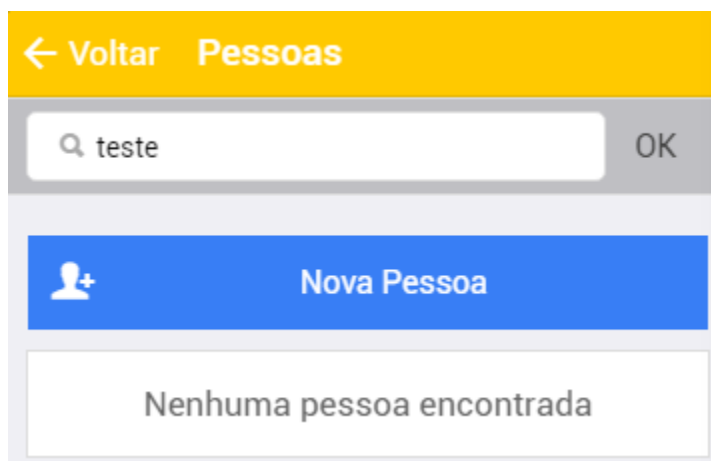 Voltar Pessoas
teste OK
Nova Pessoa
Nenhuma pessoa encontrada